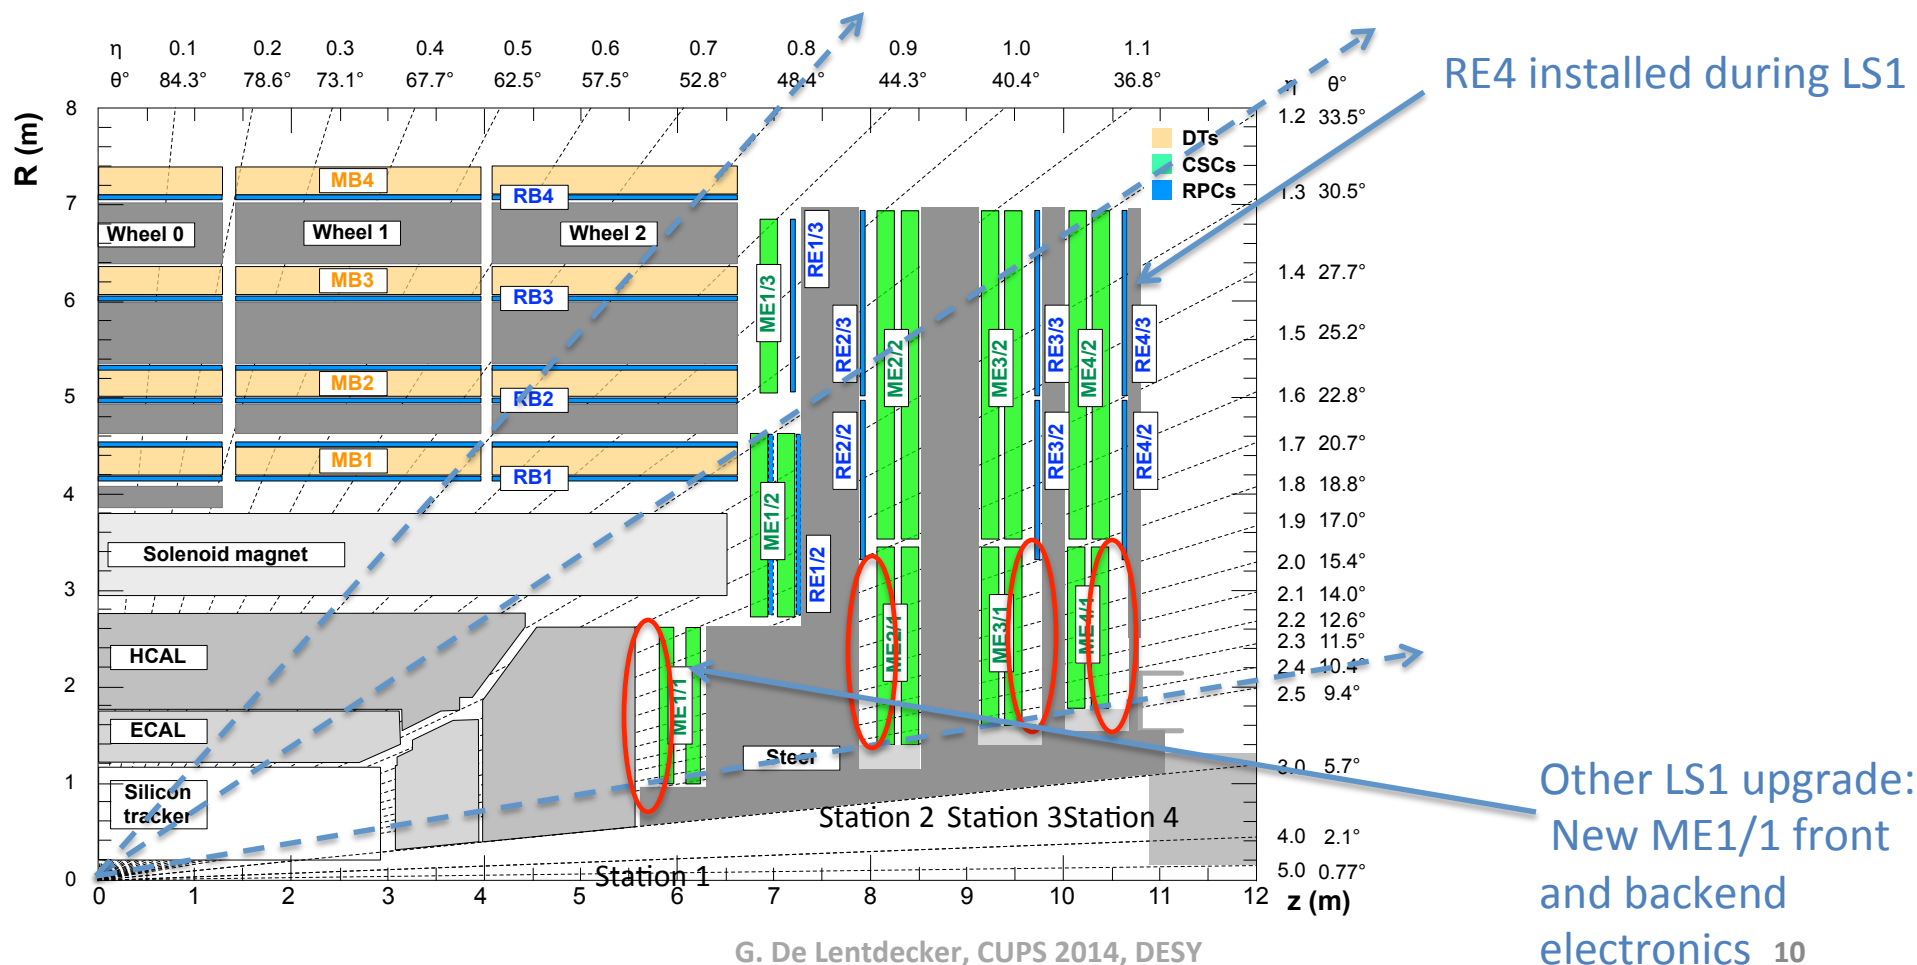 η 0.1 0.2 0.3 0.4 0.5 0.6 0.7 0.8 0.9 1.0 1.1
θ° 84.3° 78.6° 73.1° 67.7° 62.5° 57.5° 52.8° 48.4° 44.3° 40.4° 36.8° η θ°
RE4 installed during LS1
R (m)
8
7
6
5
4
3
2
1
0
1.2 33.5°
1.3 30.5°
1.4 27.7°
1.5 25.2°
1.6 22.8°
1.7 20.7°
1.8 18.8°
1.9 17.0°
2.0 15.4°
2.1 14.0°
2.2 12.6°
2.3 11.5°
2.4 10.4°
2.5 9.4°
3.0 5.7°
4.0 2.1°
5.0 0.77°
DTs
CSCs
RPCs
MB4
RB4
Wheel 0 Wheel 1 Wheel 2
MB3
RB3
MB2
RB2
MB1
RB1
Solenoid magnet
HCAL
ECAL
Silicon
tracker
Steel
ME1/3
RE1/3
ME1/2
RE1/2
ME1/1
RE2/3
RE2/2
ME2/2
ME2/1
ME3/2
ME3/1
RE3/3
RE3/2
ME4/2
ME4/1
RE4/3
RE4/2
Station 1
Station 2 Station 3 Station 4
0 1 2 3 4 5 6 7 8 9 10 11 12 z (m)
Other LS1 upgrade:
New ME1/1 front
and backend
electronics
G. De Lentdecker, CUPS 2014, DESY
10